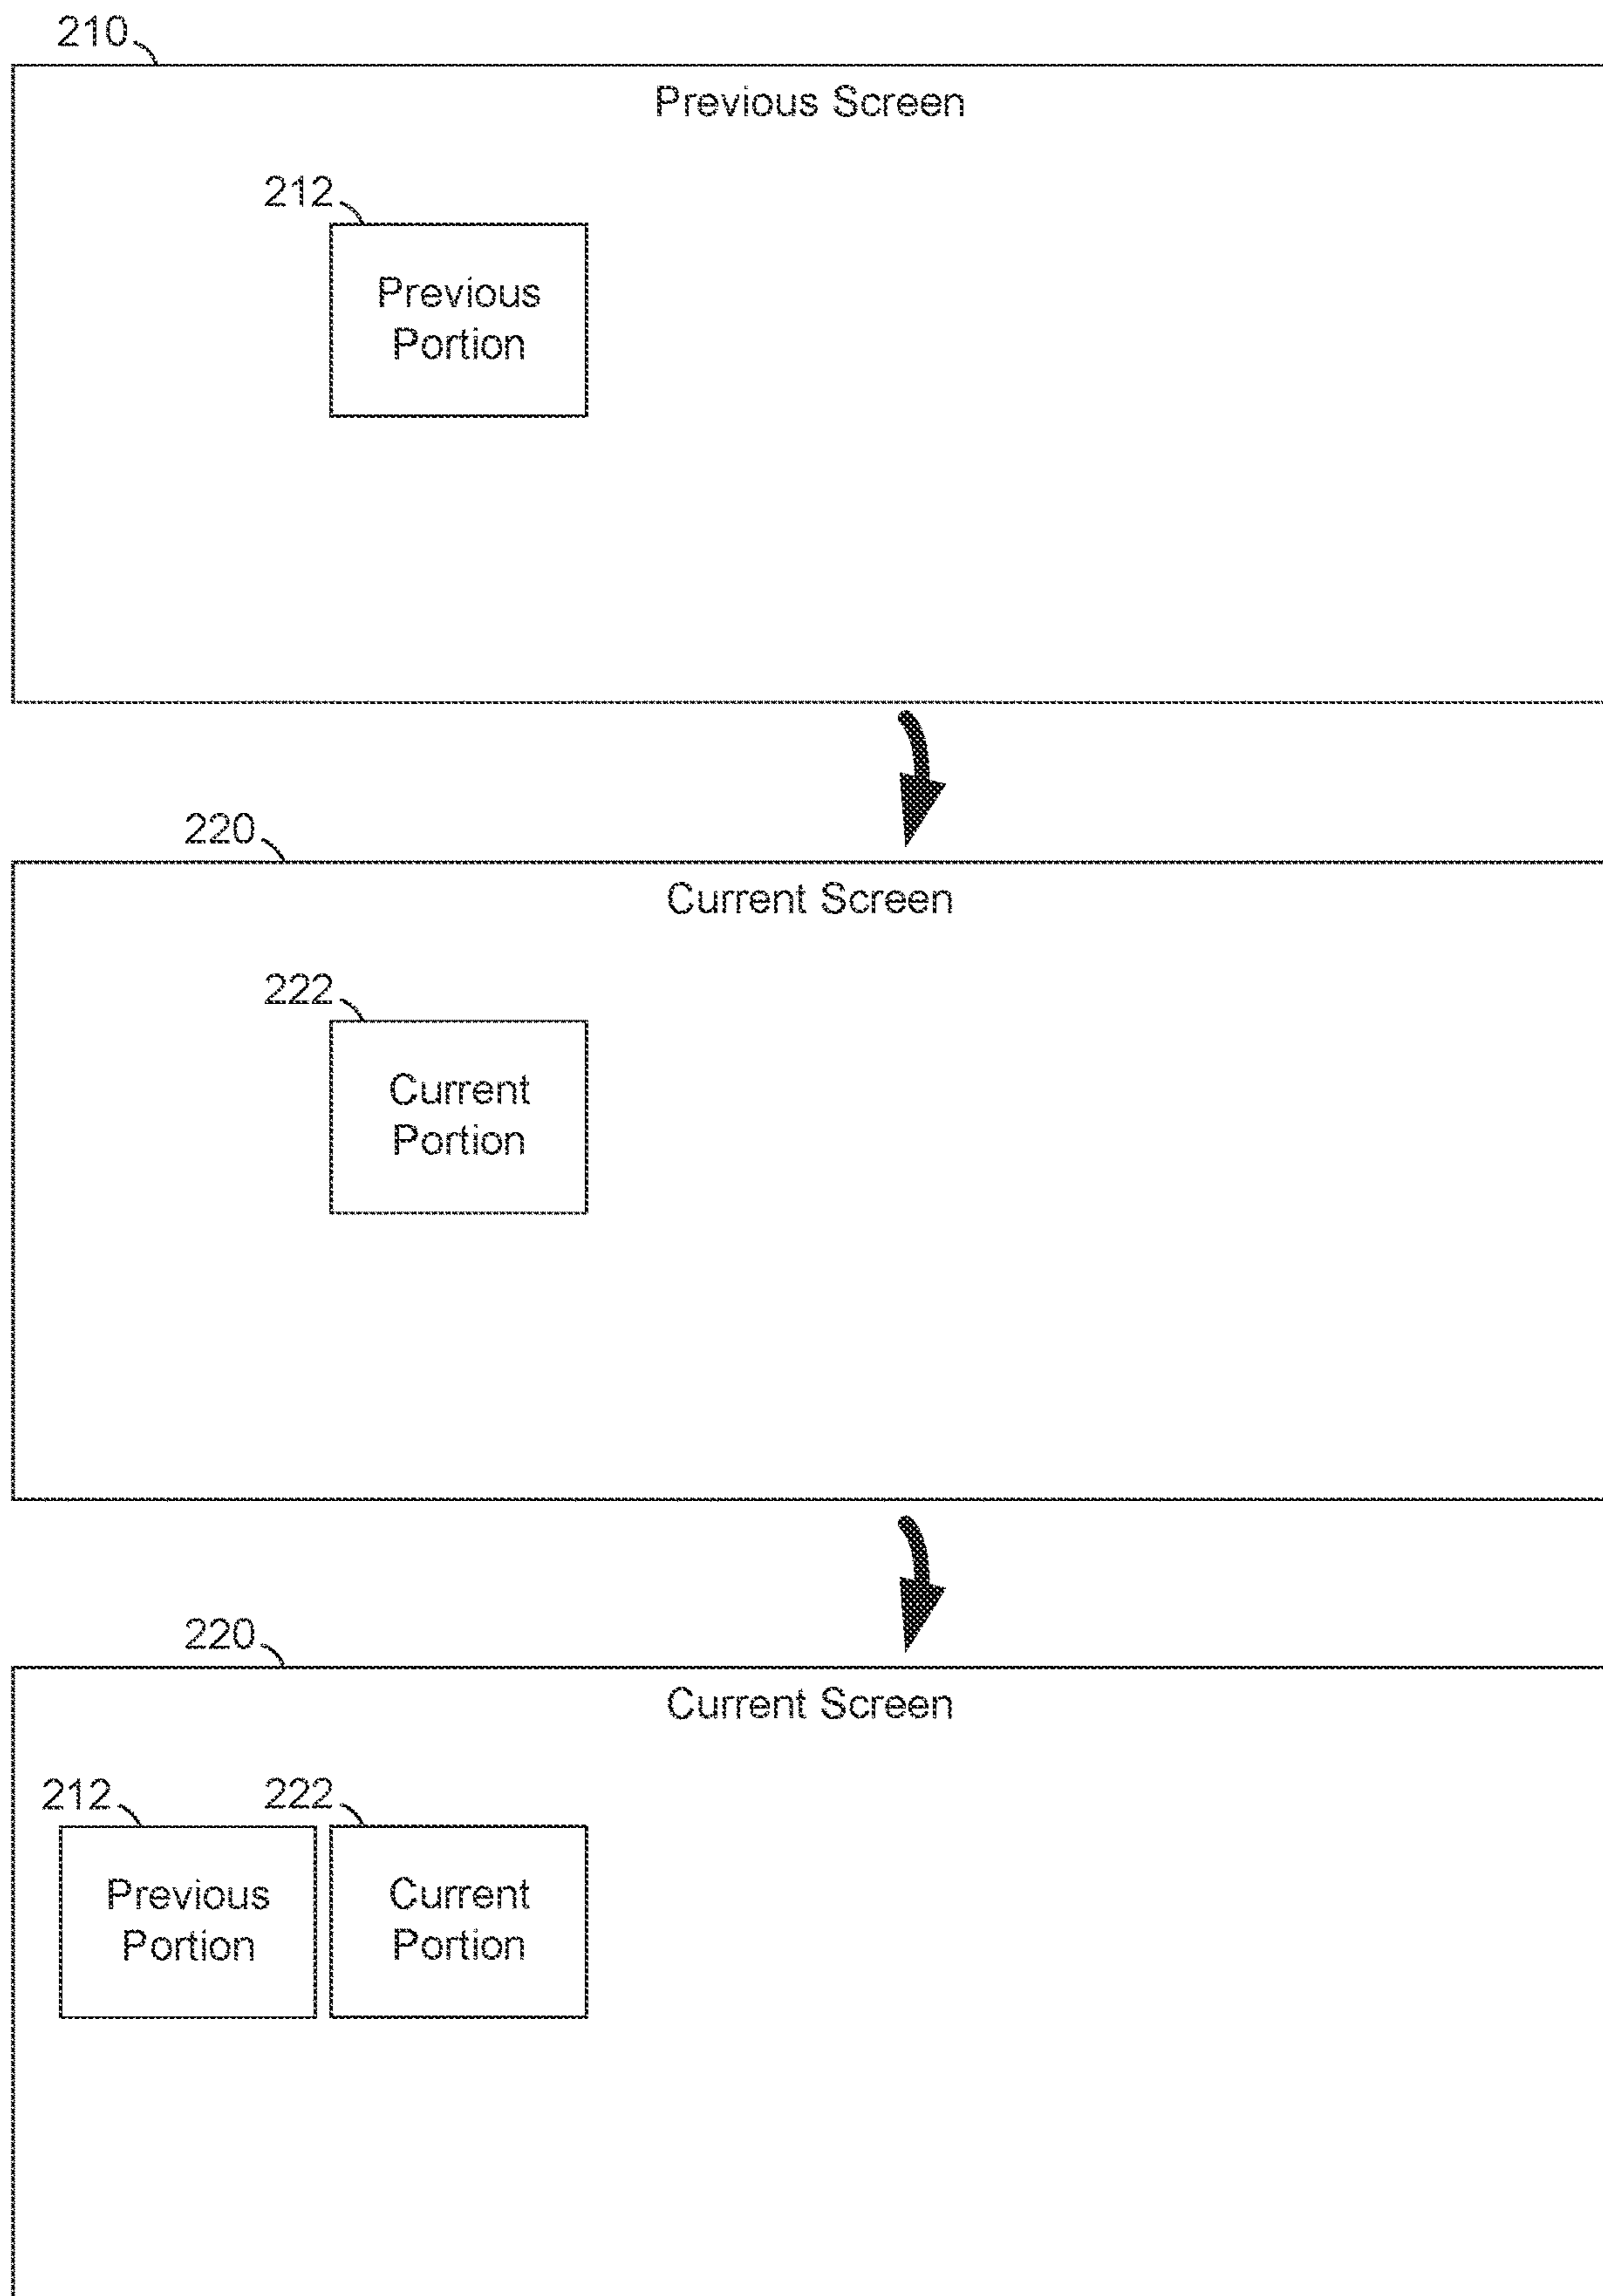 210
Previous Screen
212
Previous
Portion
220
Current Screen
222
Current
Portion
220
Current Screen
212
222
Previous
Portion
Current
Portion